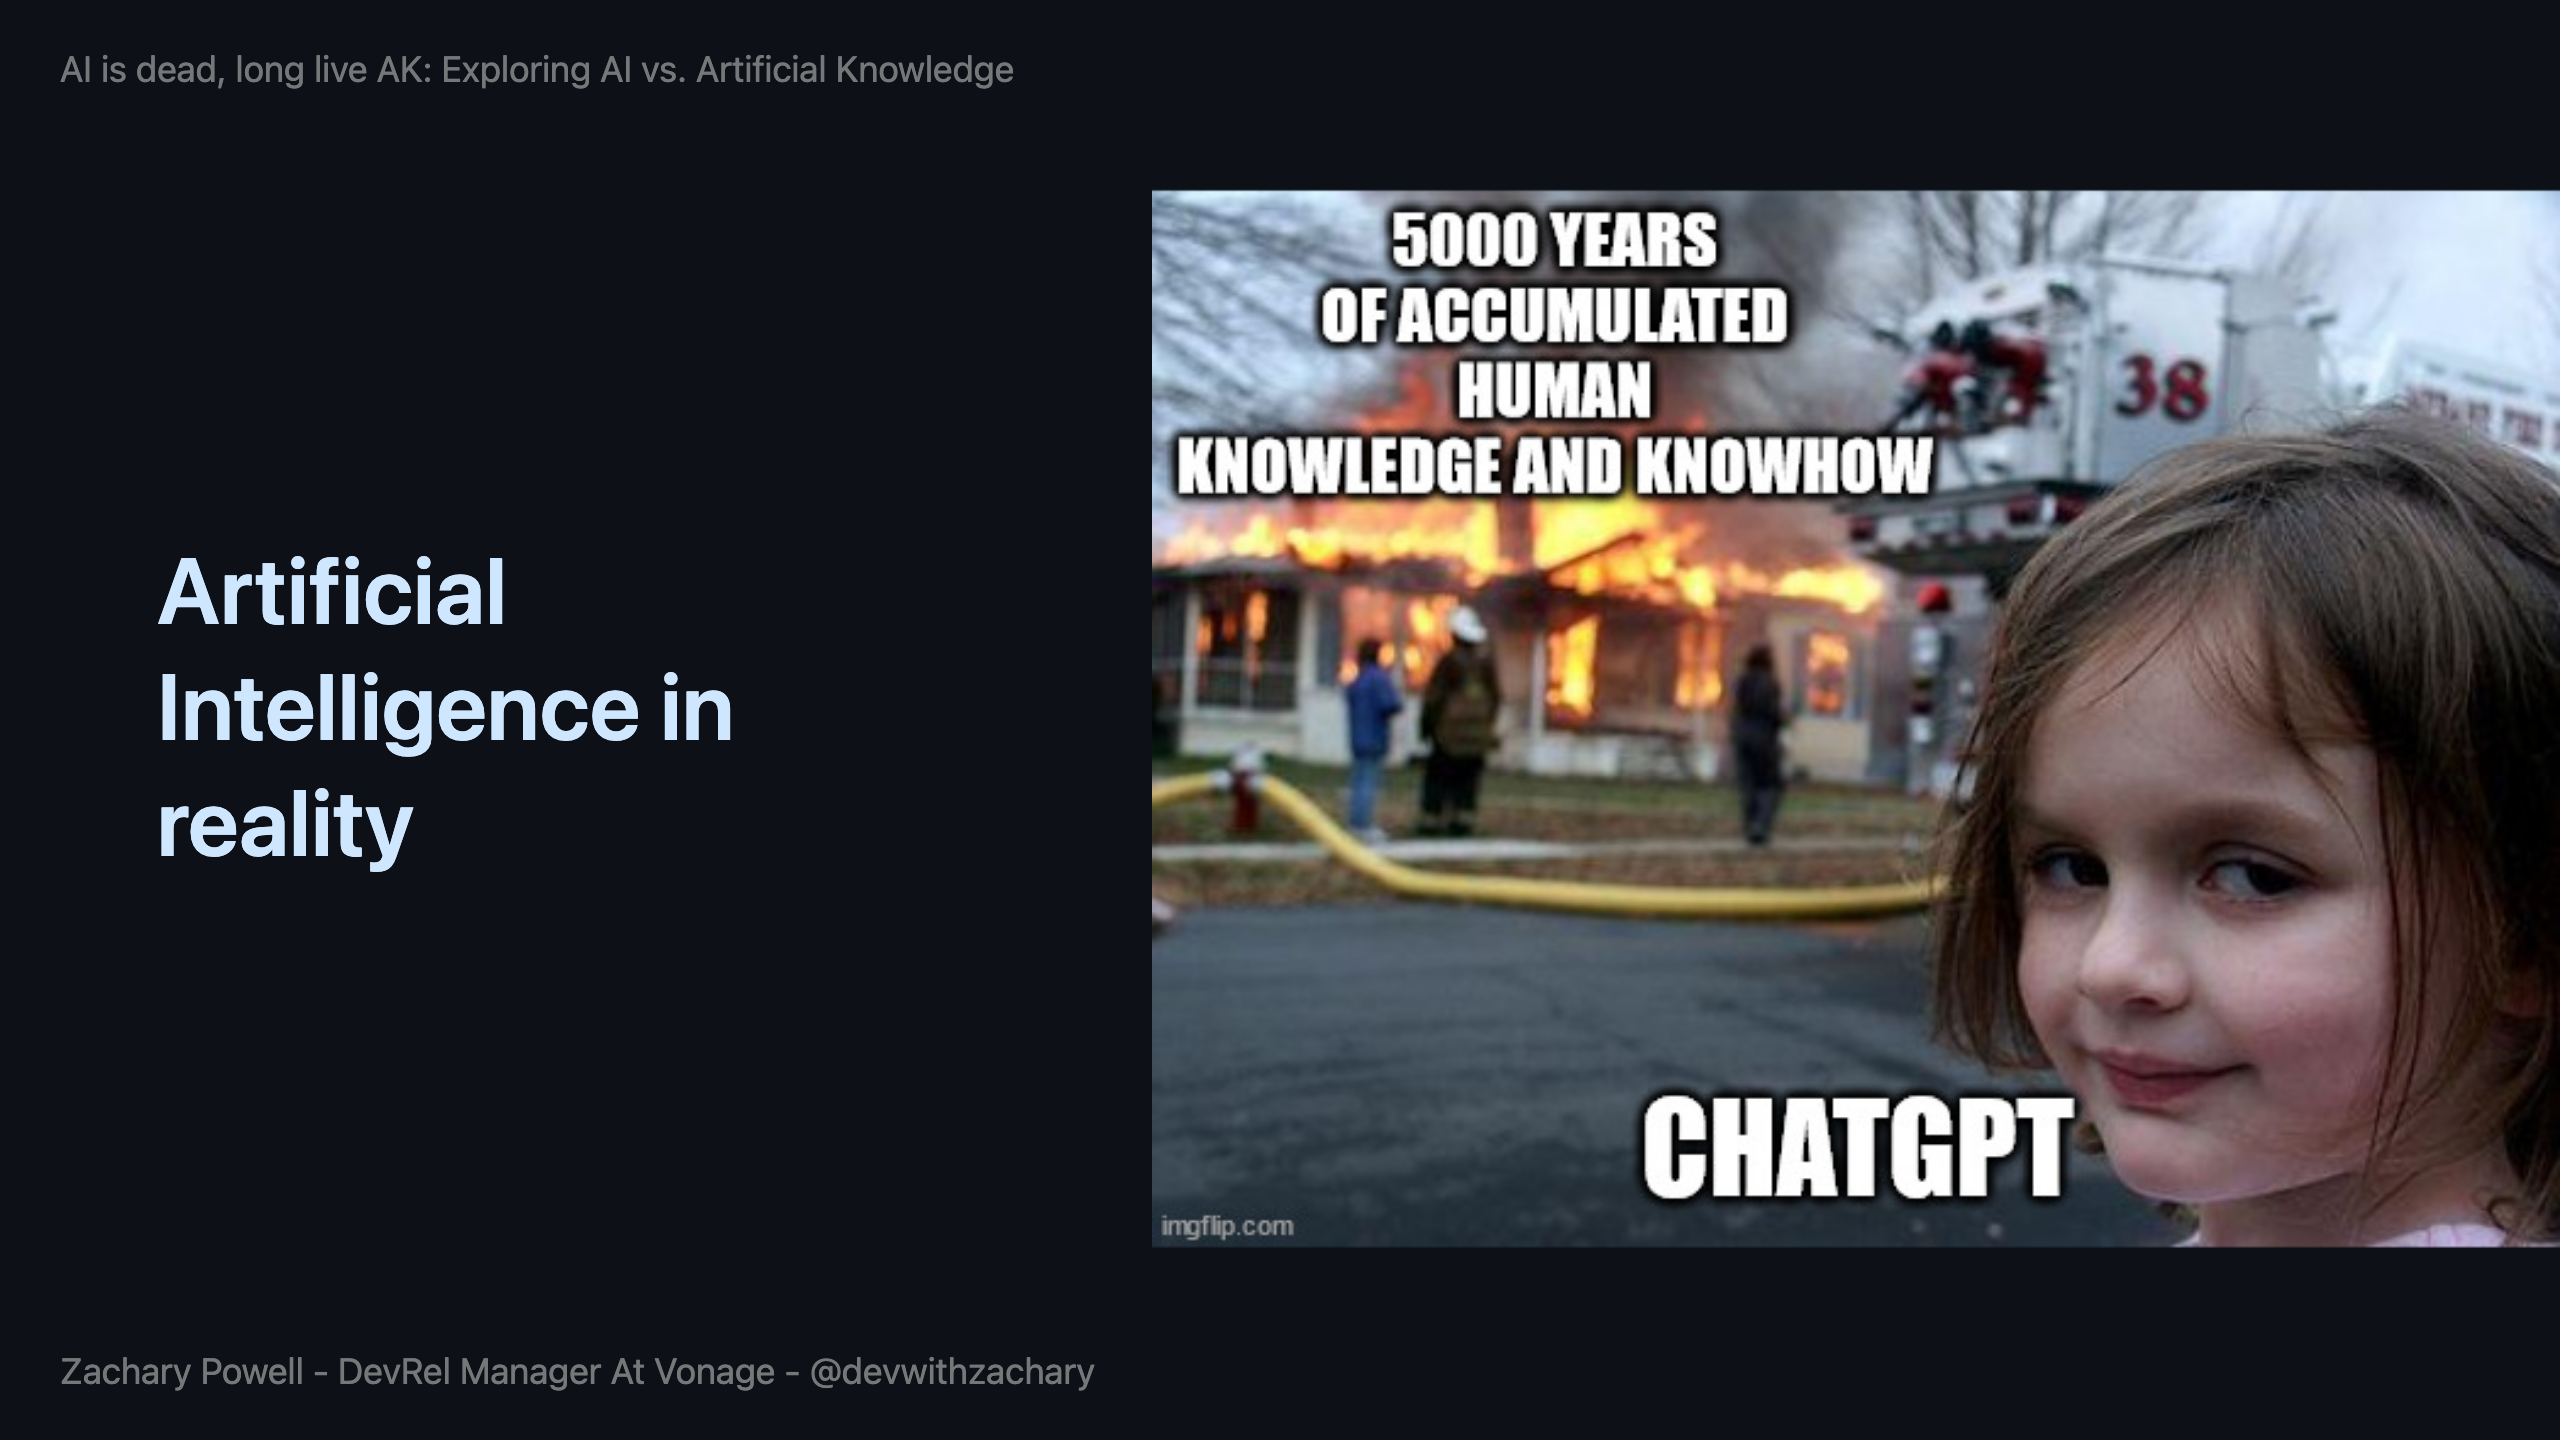 AI is dead, long live AK: Exploring AI vs. Artificial Knowledge
Artificial
Intelligence in
reality
5000 YEARS
OF ACCUMULATED
HUMAN
KNOWLEDGE AND KNOWHOW
38
CHATGPT
imgflip.com
Zachary Powell - DevRel Manager At Vonage - @devwithzachary